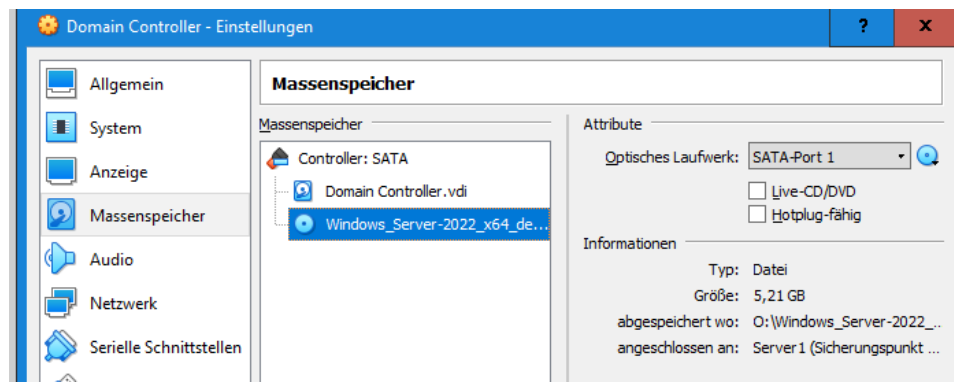 Domain Controller - Einstellungen
? x
Allgemein
System
Anzeige
Massenspeicher
Audio
Netzwerk
Serielle Schnittstellen
Massenspeicher
Massenspeicher
Controller: SATA
Domain Controller.vdi
Windows_Server-2022_x64_de...
Attribute
Optisches Laufwerk: SATA-Port 1
Live-CD/DVD
Hotplug-fähig
Informationen
Typ: Datei
Größe: 5,21 GB
abgespeichert wo: O:\Windows_Server-2022_..
angeschlossen an: Server1 (Sicherungspunkt ...